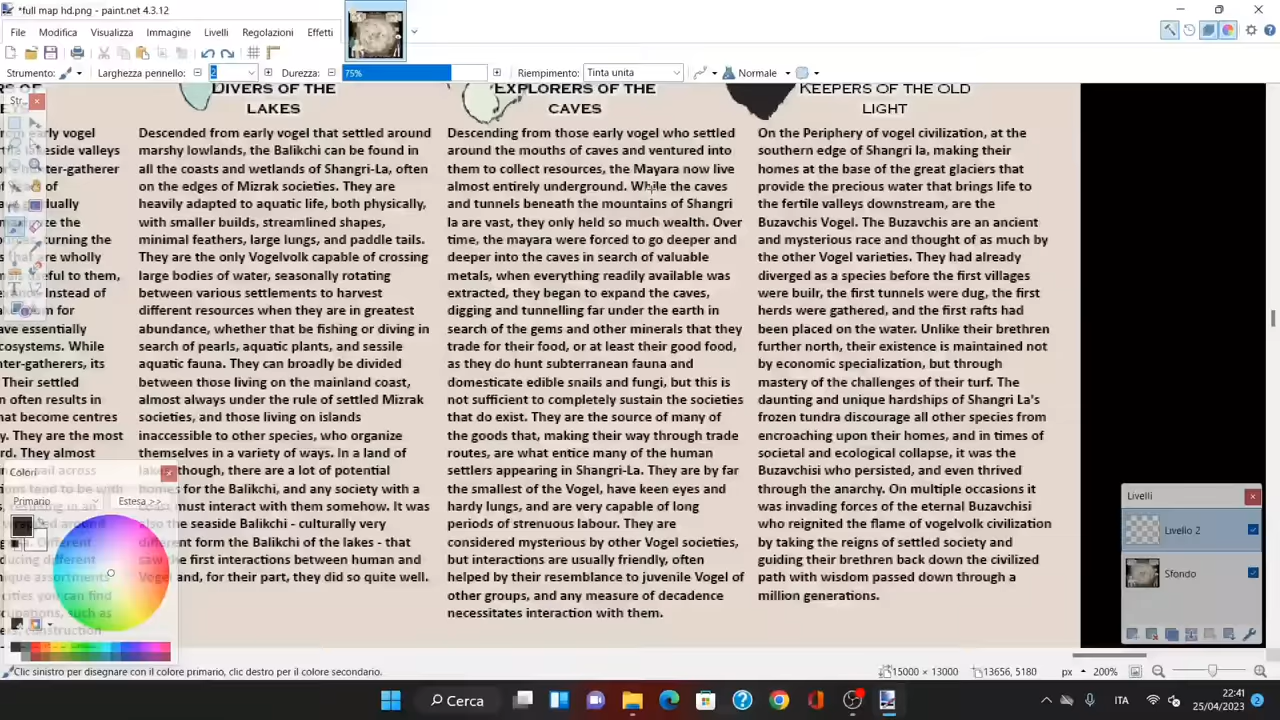 *full map hd.png - paint.net 4.3.12
File Modifica Visualizza Immagine Livelli Regolazioni Effetti
Strumento: Larghezza pennello: 2 Durezza: 75% Riempimento: Tinta unita Normale
DIVERS OF THE
LAKES
Descended from early vogel that settled around
marshy lowlands, the Balikchi can be found in
all the coasts and wetlands of Shangri-La, often
on the edges of Mizrak societies. They are
heavily adapted to aquatic life, both physically,
with smaller builds, streamlined shapes,
minimal feathers, large lungs, and paddle tails.
They are the only Vogelvolk capable of crossing
large bodies of water, seasonally rotating
between various settlements to harvest
different resources when they are in greatest
abundance, whether that be fishing or diving in
search of pearls, aquatic plants, and sessile
aquatic fauna. They can broadly be divided
between those living on the mainland coast,
almost always under the rule of settled Mizrak
societies, and those living on islands
inaccessible to other species, who organize
themselves in a variety of ways. In a land of
lakes though, there are a lot of potential
homes for the Balikchi, and any society with a
must interact with them somehow. It was
also the seaside Balikchi - culturally very
different form the Balikchi of the lakes - that
saw the first interactions between human and
Vogel and, for their part, they did so quite well.
EXPLORERS OF THE
CAVES
Descending from those early vogel who settled
around the mouths of caves and ventured into
them to collect resources, the Mayara now live
almost entirely underground. While the caves
and tunnels beneath the mountains of Shangri
la are vast, they only held so much wealth. Over
time, the mayara were forced to go deeper and
deeper into the caves in search of valuable
metals, when everything readily available was
extracted, they began to expand the caves,
digging and tunnelling far under the earth in
search of the gems and other minerals that they
trade for their food, or at least their good food,
as they do hunt subterranean fauna and
domesticate edible snails and fungi, but this is
not sufficient to completely sustain the societies
that do exist. They are the source of many of
the goods that, making their way through trade
routes, are what entice many of the human
settlers appearing in Shangri-La. They are by far
the smallest of the Vogel, have keen eyes and
hardy lungs, and are very capable of long
periods of strenuous labour. They are
considered mysterious by other Vogel societies,
but interactions are usually friendly, often
helped by their resemblance to juvenile Vogel of
other groups, and any measure of decadence
necessitates interaction with them.
KEEPERS OF THE OLD
LIGHT
On the Periphery of vogel civilization, at the
southern edge of Shangri la, making their
homes at the base of the great glaciers that
provide the precious water that brings life to
the fertile valleys downstream, are the
Buzavchis Vogel. The Buzavchis are an ancient
and mysterious race and thought of as much by
the other Vogel varieties. They had already
diverged as a species before the first villages
were builr, the first tunnels were dug, the first
herds were gathered, and the first rafts had
been placed on the water. Unlike their brethren
further north, their existence is maintained not
by economic specialization, but through
mastery of the challenges of their turf. The
daunting and unique hardships of Shangri La's
frozen tundra discourage all other species from
encroaching upon their homes, and in times of
societal and ecological collapse, it was the
Buzavchisi who persisted, and even thrived
through the anarchy. On multiple occasions it
was invading forces of the eternal Buzavchisi
who reignited the flame of vogelvolk civilization
by taking the reigns of settled society and
guiding their brethren back down the civilized
path with wisdom passed down through a
million generations.
Colori
Primario Estesa >>
Livelli
Livello 2
Sfondo
Clic sinistro per disegnare con il colore primario, clic destro per il colore secondario.
15000 × 13000 13656, 5180 px 200%
Cerca
ITA 22:41
25/04/2023 2